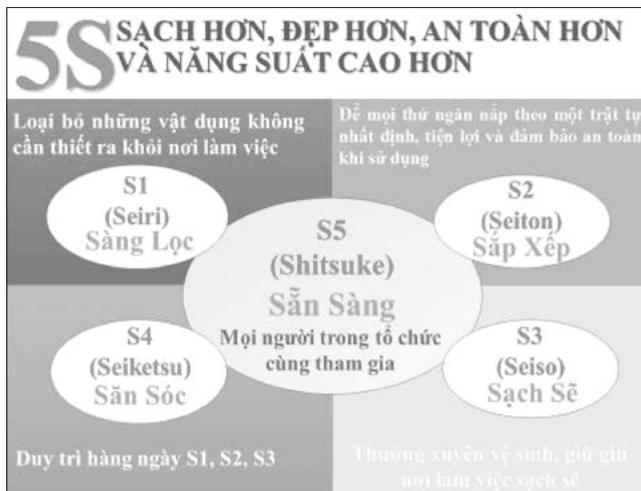 5S SẠCH HƠN, ĐẸP HƠN, AN TOÀN HƠN
VÀ NĂNG SUẤT CAO HƠN
Loại bỏ những vật dụng không
cần thiết ra khỏi nơi làm việc
Để mọi thứ ngăn nắp theo một trật tự
nhất định, tiện lợi và đảm bảo an toàn
khi sử dụng
S1
(Seiri)
Sàng Lọc
S2
(Seiton)
Sắp Xếp
S5
(Shitsuke)
Sẵn Sàng
Mọi người trong tổ chức
cùng tham gia
S4
(Seiketsu)
Săn Sóc
S3
(Seiso)
Sạch Sẽ
Duy trì hàng ngày S1, S2, S3
Thường xuyên vệ sinh, giữ gìn
nơi làm việc sạch sẽ